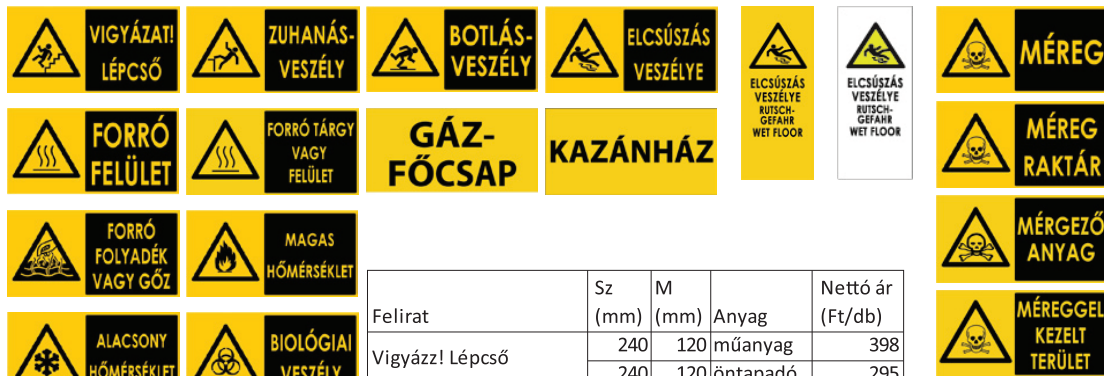 VIGYÁZAT!
LÉPCSŐ
ZUHANÁS-
VESZÉLY
BOTLÁS-
VESZÉLY
ELCSÚSZÁS
VESZÉLYE
ELCSÚSZÁS
VESZÉLYE
RUTSCH-
GEFAHR
WET FLOOR
ELCSÚSZÁS
VESZÉLYE
RUTSCH-
GEFAHR
WET FLOOR
MÉREG
FORRÓ
FELÜLET
FORRÓ TÁRGY
VAGY
FELÜLET
GÁZ-
FŐCSAP
KAZÁNHÁZ
MÉREG
RAKTÁR
FORRÓ
FOLYADÉK
VAGY GŐZ
MAGAS
HŐMÉRSÉKLET
MÉRGEZŐ
ANYAG
ALACSONY
HŐMÉRSÉKLET
BIOLÓGIAI
VESZÉLY
MÉREGGEL
KEZELT
TERÜLET
Felirat Sz (mm) M (mm) Anyag Nettó ár (Ft/db)
Vigyázz! Lépcső 240 120 műanyag 398
240 120 öntapadó 295